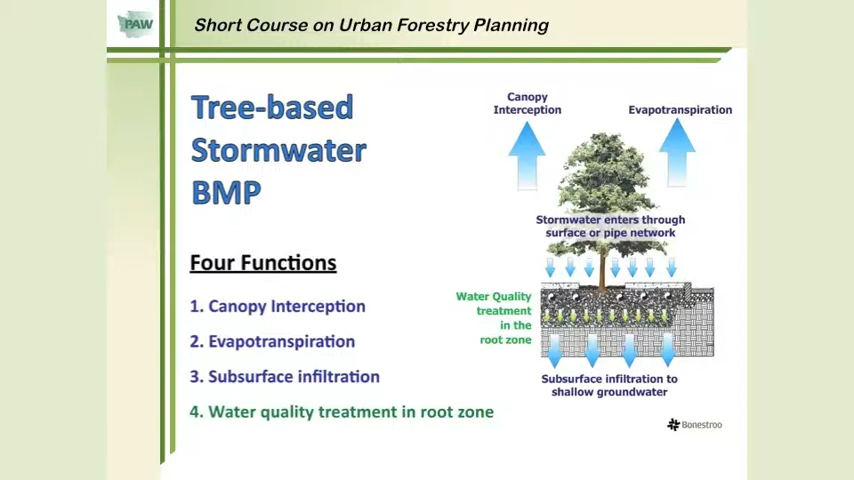 PAW
Short Course on Urban Forestry Planning
Tree-based
Stormwater
BMP
Four Functions
1. Canopy Interception
2. Evapotranspiration
3. Subsurface infiltration
4. Water quality treatment in root zone
Canopy
Interception
Evapotranspiration
Stormwater enters through
surface or pipe network
Water Quality
treatment
in the
root zone
Subsurface infiltration to
shallow groundwater
Bonestroo